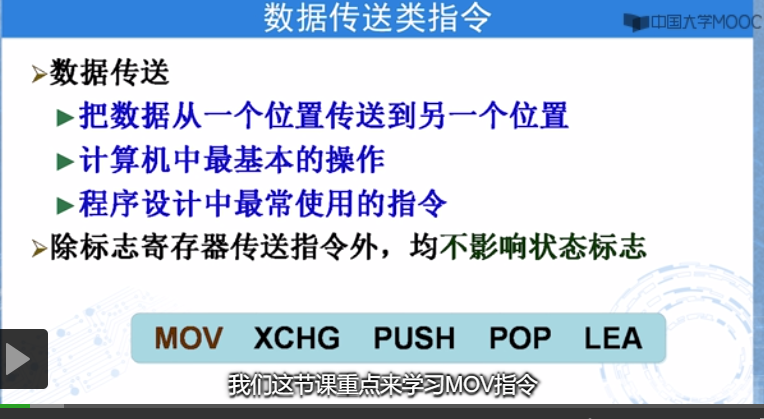 数据传送类指令
中国大学MOOC
数据传送
把数据从一个位置传送到另一个位置
计算机中最基本的操作
程序设计中最常使用的指令
除标志寄存器传送指令外，均不影响状态标志
MOV XCHG PUSH POP LEA
我们这节课重点来学习MOV指令